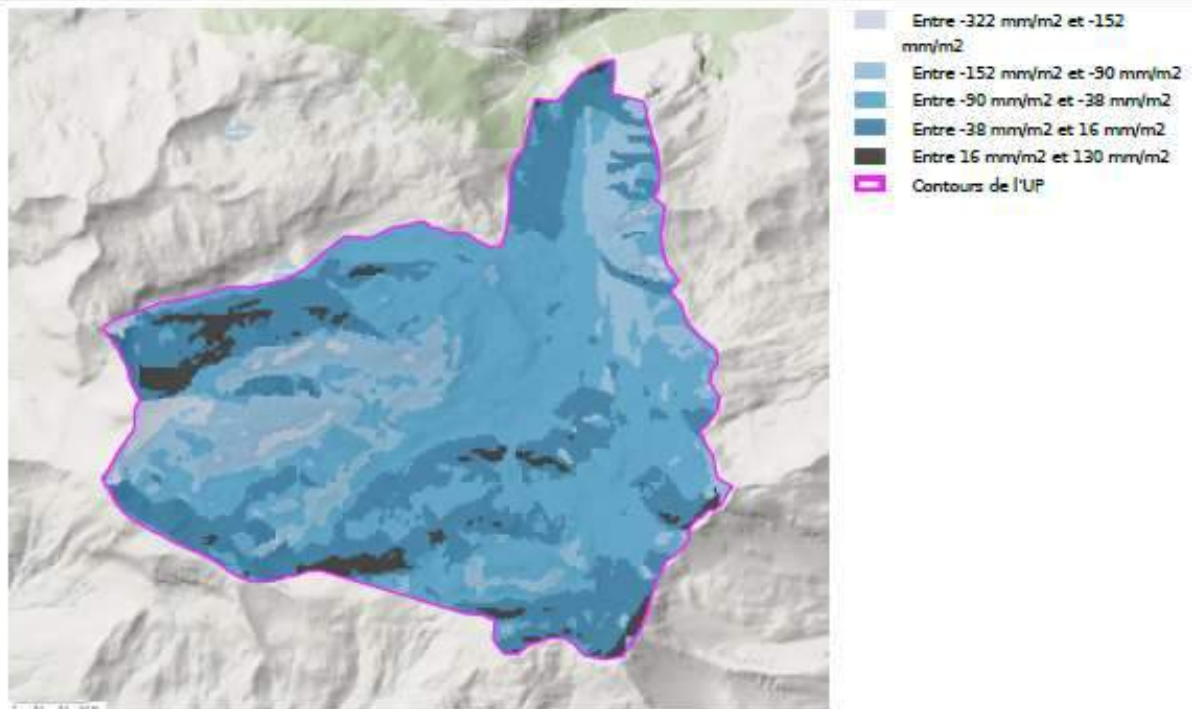 Entre -322 mm/m2 et -152
mm/m2
Entre -152 mm/m2 et -90 mm/m2
Entre -90 mm/m2 et -38 mm/m2
Entre -38 mm/m2 et 16 mm/m2
Entre 16 mm/m2 et 130 mm/m2
Contours de l'UP